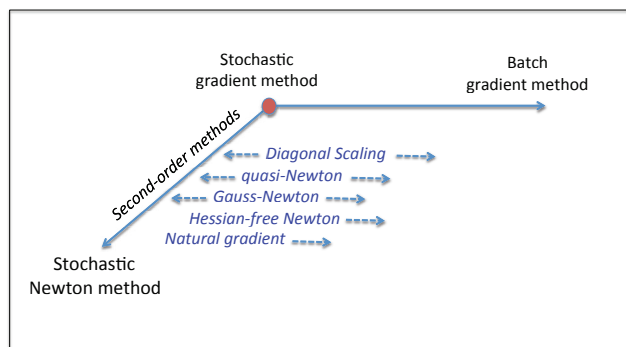 Stochastic
gradient method
Batch
gradient method
Second-order methods
Diagonal Scaling
quasi-Newton
Gauss-Newton
Hessian-free Newton
Natural gradient
Stochastic
Newton method